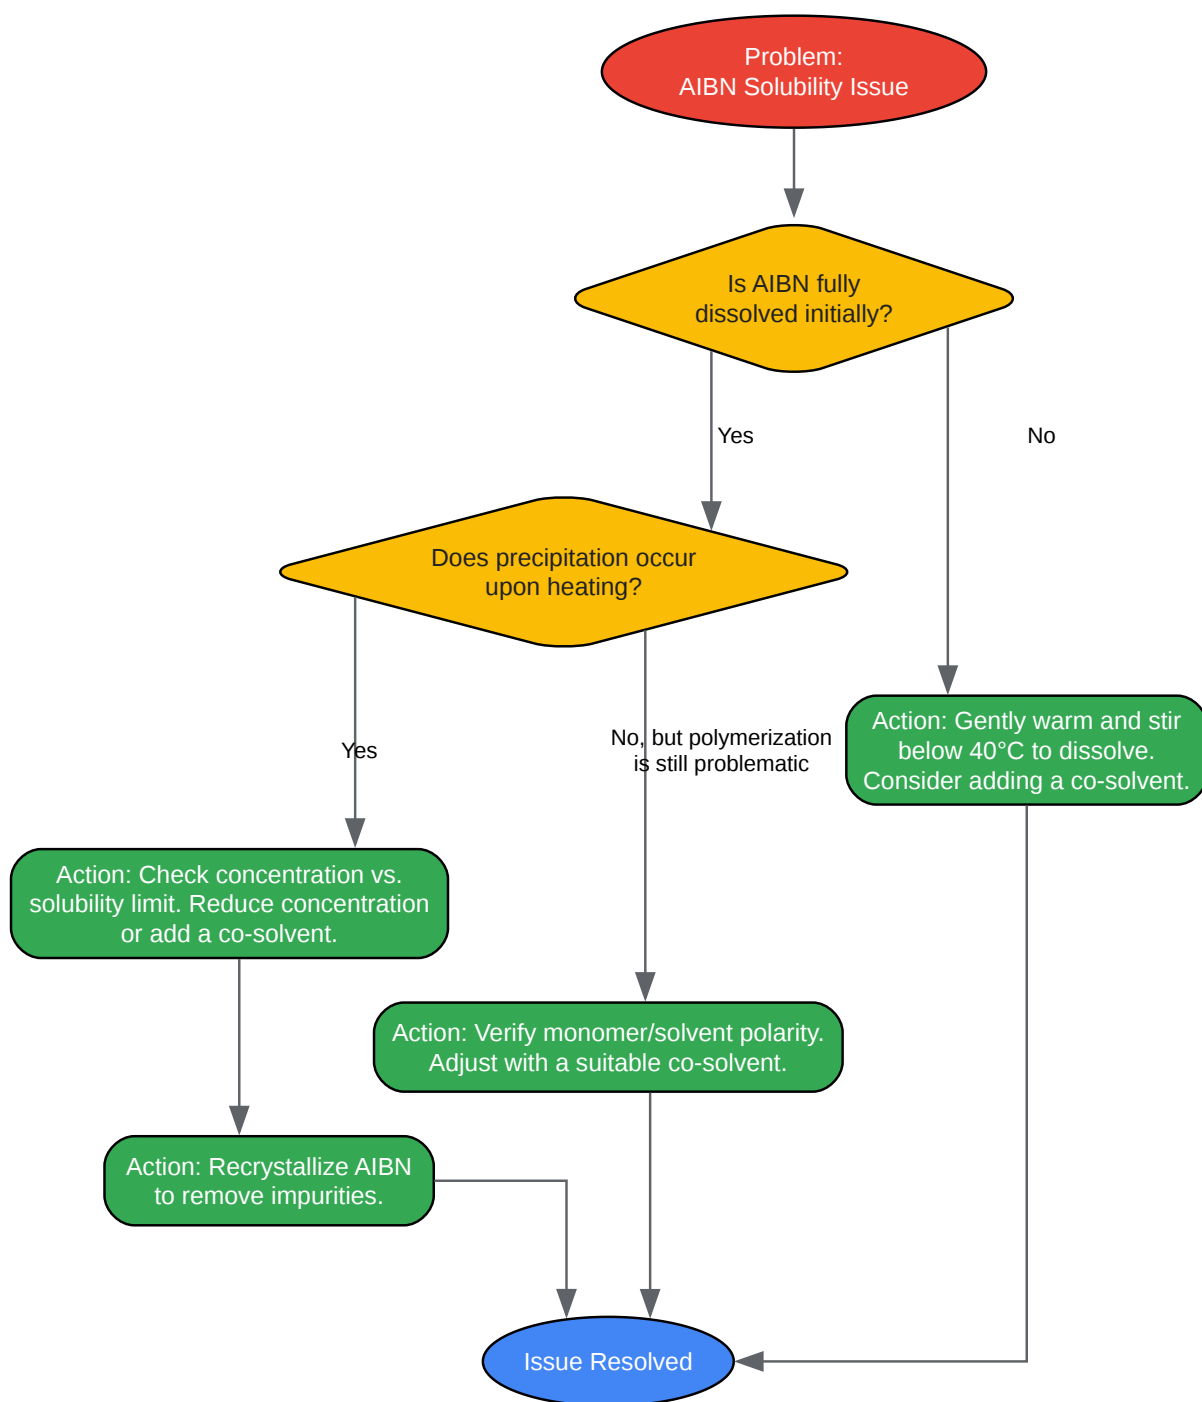 Problem:
AIBN Solubility Issue
Is AIBN fully
dissolved initially?
Yes
No
Does precipitation occur
upon heating?
Yes
No, but polymerization
is still problematic
Action: Gently warm and stir
below 40°C to dissolve.
Consider adding a co-solvent.
Action: Check concentration vs.
solubility limit. Reduce concentration
or add a co-solvent.
Action: Verify monomer/solvent polarity.
Adjust with a suitable co-solvent.
Action: Recrystallize AIBN
to remove impurities.
Issue Resolved